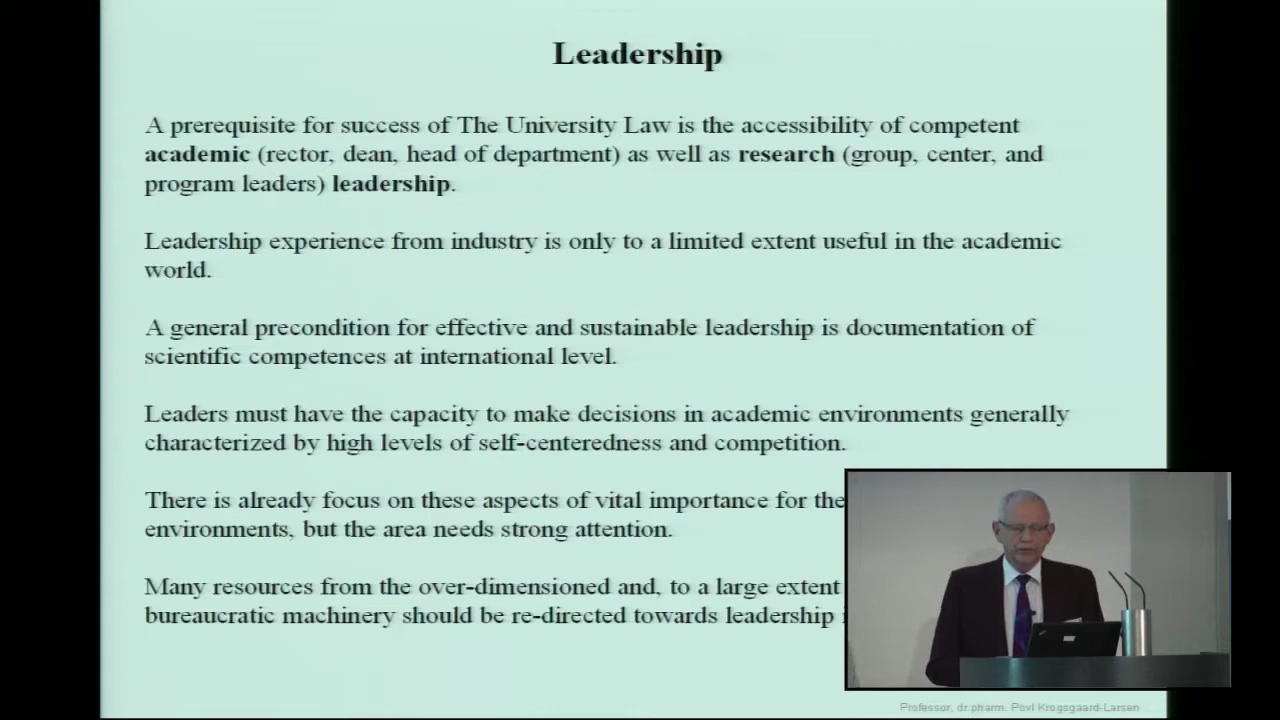 Leadership
A prerequisite for success of The University Law is the accessibility of competent
academic (rector, dean, head of department) as well as research (group, center, and
program leaders) leadership.
Leadership experience from industry is only to a limited extent useful in the academic
world.
A general precondition for effective and sustainable leadership is documentation of
scientific competences at international level.
Leaders must have the capacity to make decisions in academic environments generally
characterized by high levels of self-centeredness and competition.
There is already focus on these aspects of vital importance for the
environments, but the area needs strong attention.
Many resources from the over-dimensioned and, to a large extent
bureaucratic machinery should be re-directed towards leadership
Professor, dr.pharm. Povl Krogsgaard-Larsen